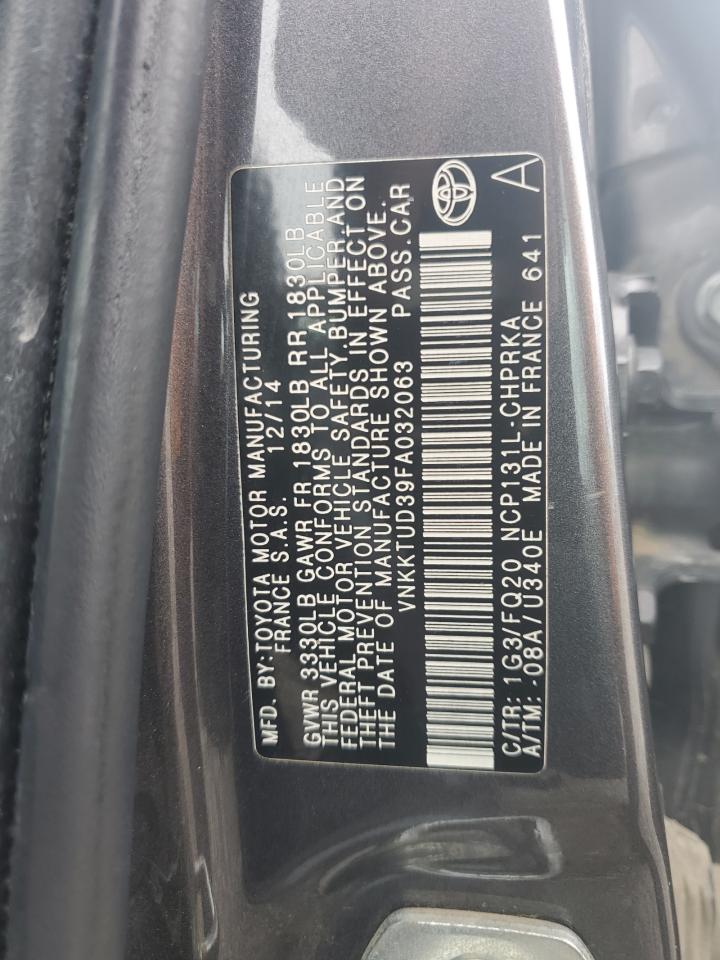 MFD. BY: TOYOTA MOTOR MANUFACTURING
FRANCE S.A.S. 12/14
GVWR 3330LB GAWR FR 1830LB RR 1830LB
THIS VEHICLE CONFORMS TO ALL APPLICABLE
FEDERAL MOTOR VEHICLE SAFETY, BUMPER, AND
THEFT PREVENTION STANDARDS IN EFFECT ON
THE DATE OF MANUFACTURE SHOWN ABOVE.
VNKKTUD39FA032063 PASS.CAR
C/TR: 1G3/FQ20 NCP131L-CHPRKA
A/TM: -08A/U340E MADE IN FRANCE 641
A